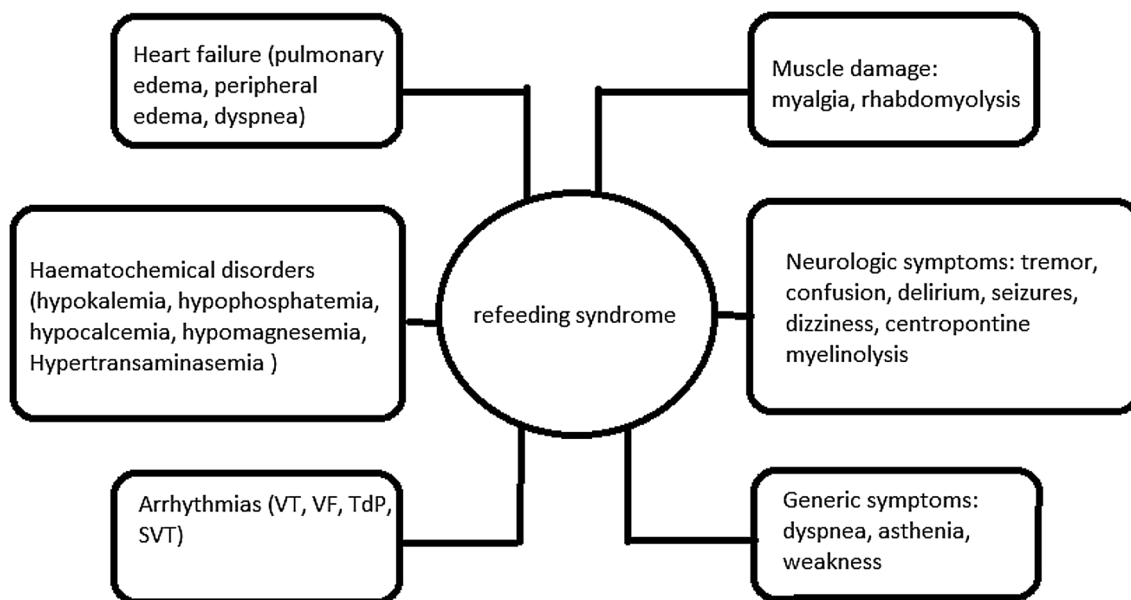 Heart failure (pulmonary
edema, peripheral
edema, dyspnea)
Muscle damage:
myalgia, rhabdomyolysis
Haematochemical disorders
(hypokalemia, hypophosphatemia,
hypocalcemia, hypomagnesemia,
Hypertransaminasemia )
refeeding syndrome
Neurologic symptoms: tremor,
confusion, delirium, seizures,
dizziness, centropontine
myelinolysis
Arrhythmias (VT, VF, TdP,
SVT)
Generic symptoms:
dyspnea, asthenia,
weakness